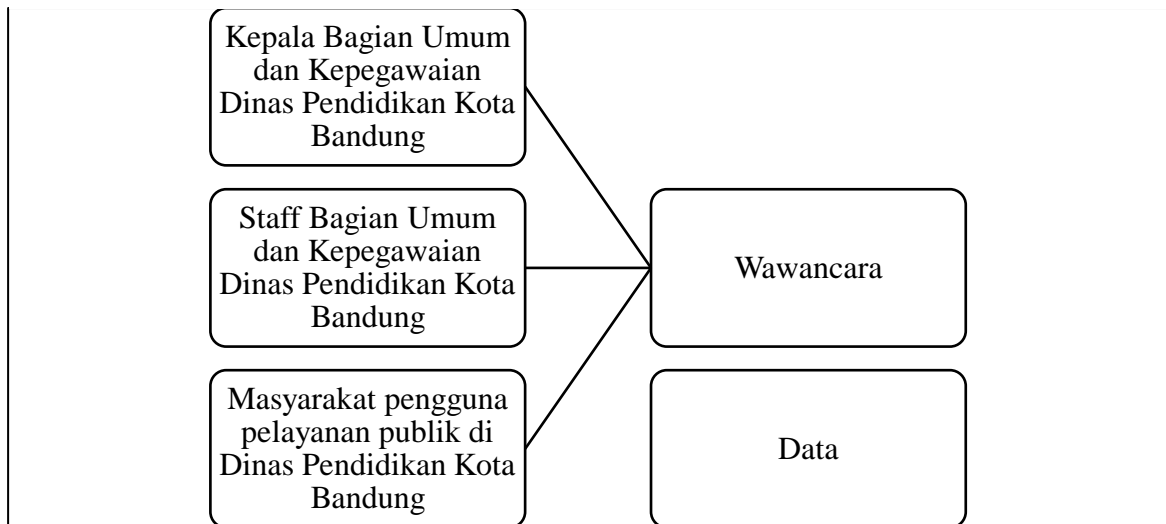 Kepala Bagian Umum
dan Kepegawaian
Dinas Pendidikan Kota
Bandung
Staff Bagian Umum
dan Kepegawaian
Dinas Pendidikan Kota
Bandung
Wawancara
Masyarakat pengguna
pelayanan publik di
Dinas Pendidikan Kota
Bandung
Data